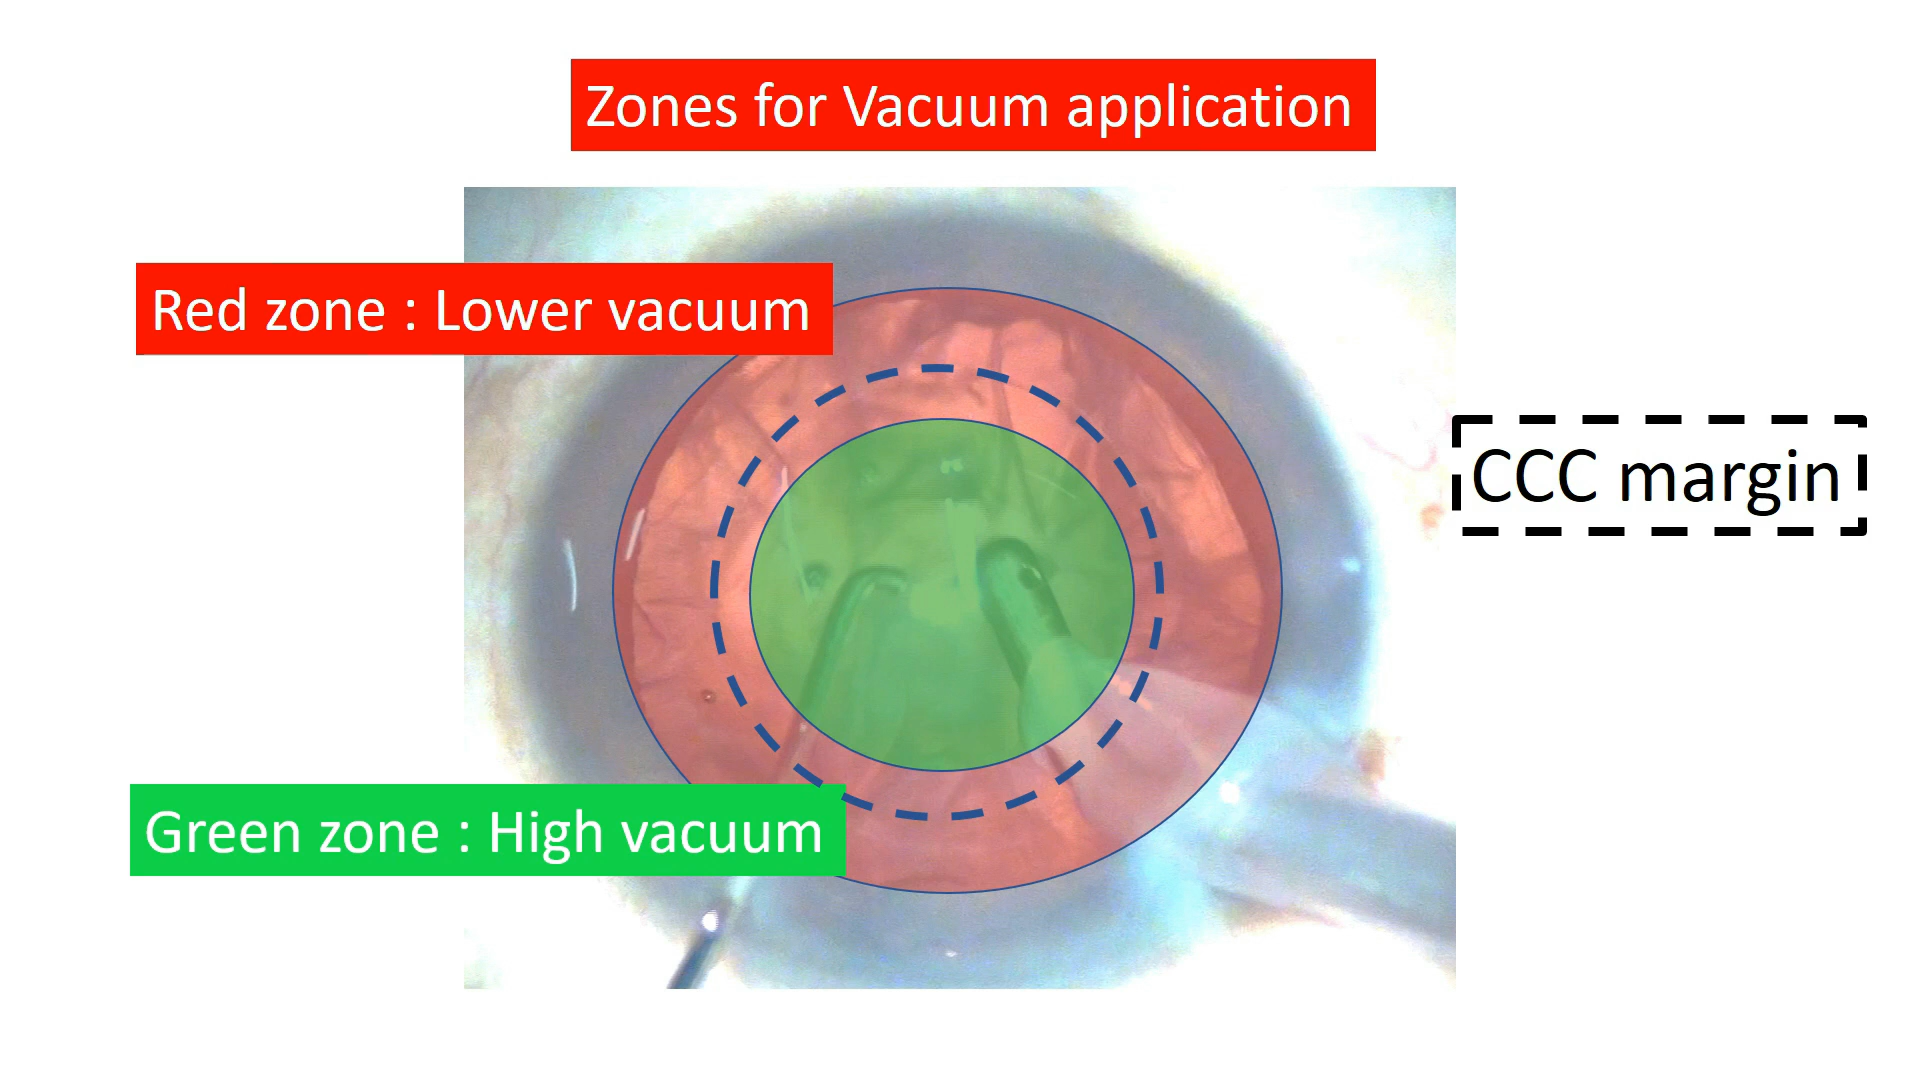 Zones for Vacuum application
Red zone : Lower vacuum
CCC margin
Green zone : High vacuum